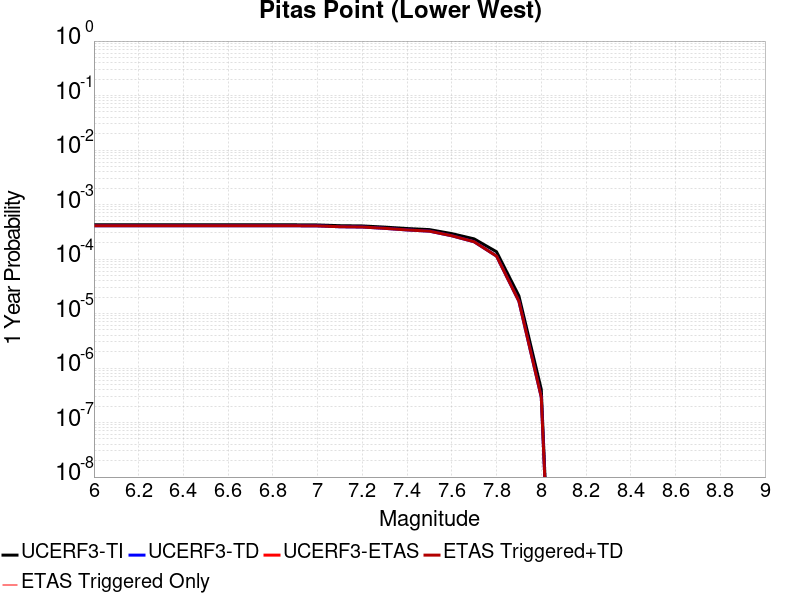 Pitas Point (Lower West)
10^0
10^-1
10^-2
10^-3
10^-4
10^-5
10^-6
10^-7
10^-8
1 Year Probability
6 6.2 6.4 6.6 6.8 7 7.2 7.4 7.6 7.8 8 8.2 8.4 8.6 8.8 9
Magnitude
UCERF3-TI UCERF3-TD UCERF3-ETAS ETAS Triggered+TD
ETAS Triggered Only